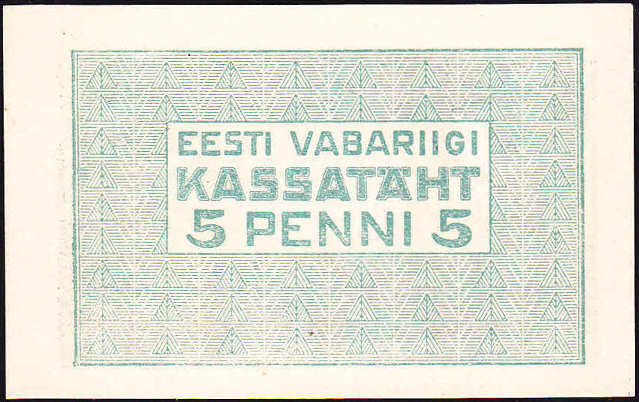 EESTI VABARIIGI
KASSATÄHT
5 PENNI 5